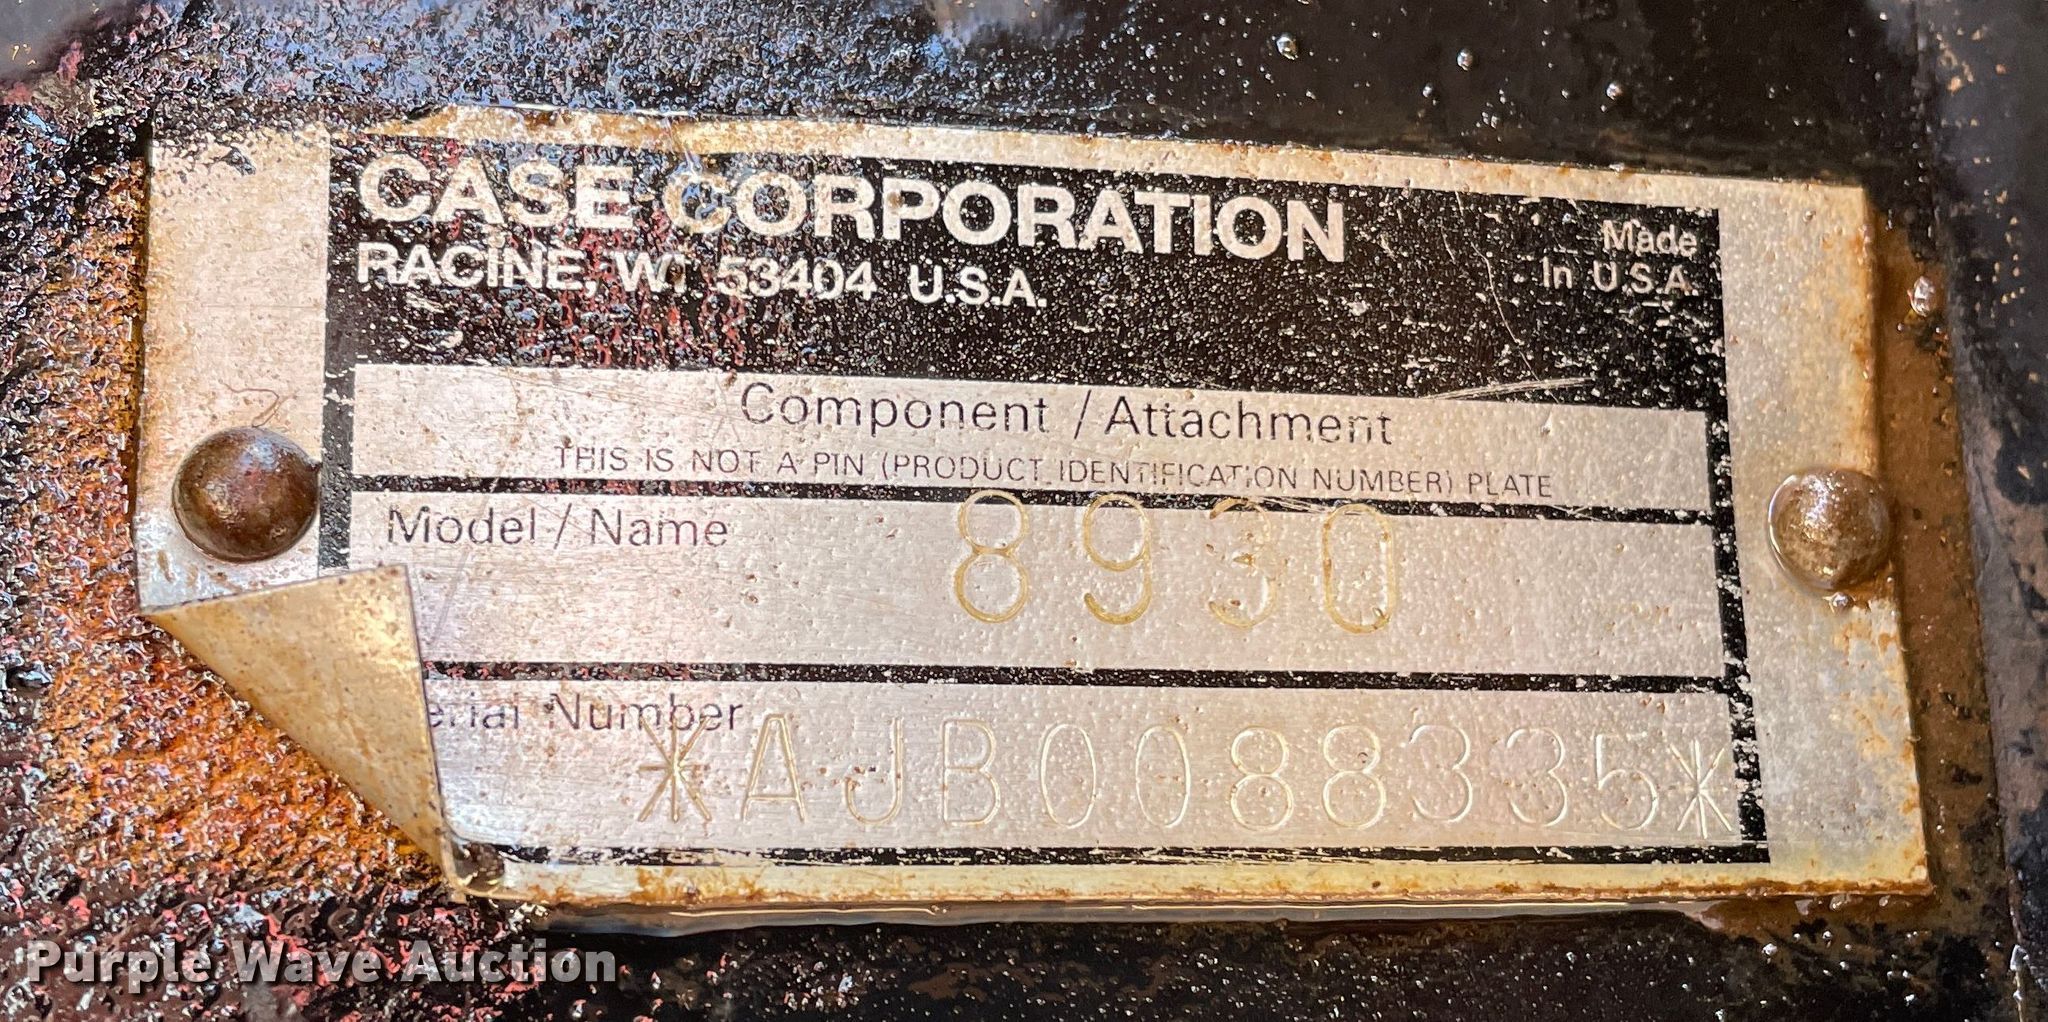 CASE CORPORATION
RACINE, WI 53404 U.S.A.
Made
In U.S.A.
Component / Attachment
THIS IS NOT A PIN (PRODUCT IDENTIFICATION NUMBER) PLATE
Model / Name 8930
erial Number *AJB0088335*
Purple Wave Auction